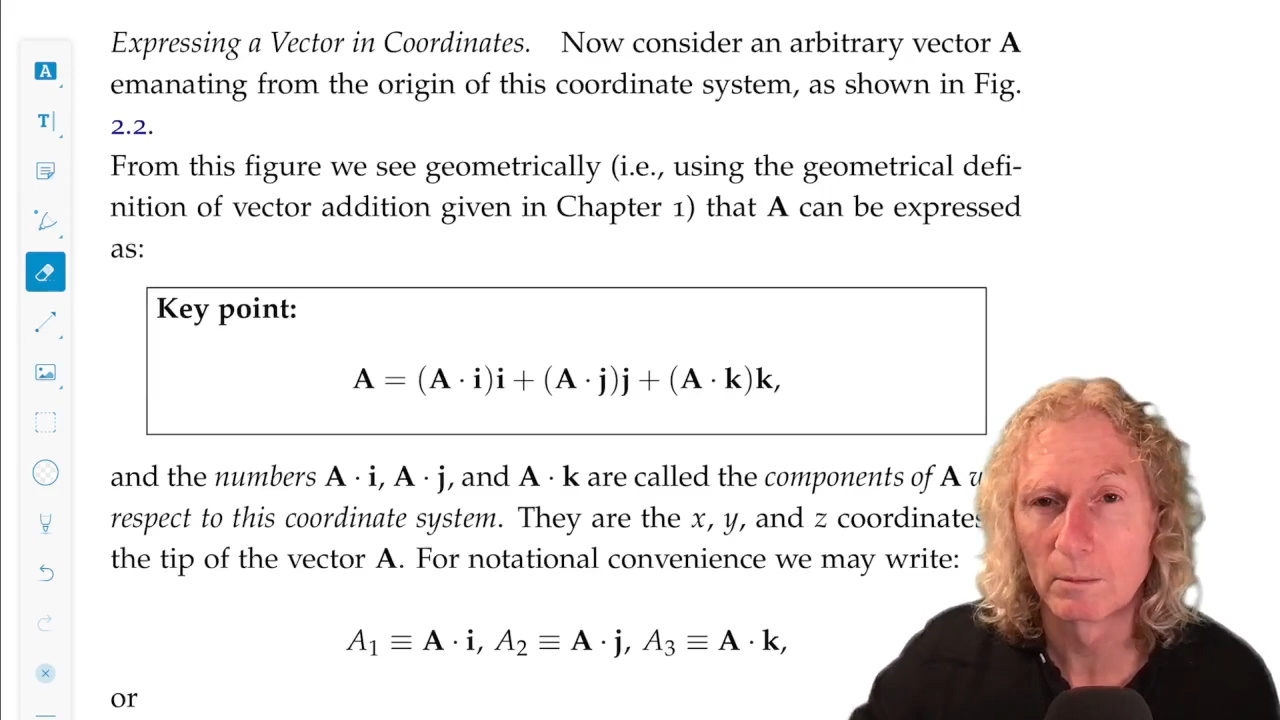 Expressing a Vector in Coordinates. Now consider an arbitrary vector A
emanating from the origin of this coordinate system, as shown in Fig.
2.2.
From this figure we see geometrically (i.e., using the geometrical defi-
nition of vector addition given in Chapter 1) that A can be expressed
as:
Key point:
A = (A · i)i + (A · j)j + (A · k)k,
and the numbers A · i, A · j, and A · k are called the components of A
respect to this coordinate system. They are the x, y, and z coordinates
the tip of the vector A. For notational convenience we may write:
A₁ ≡ A · i, A₂ ≡ A · j, A₃ ≡ A · k,
or
A
T